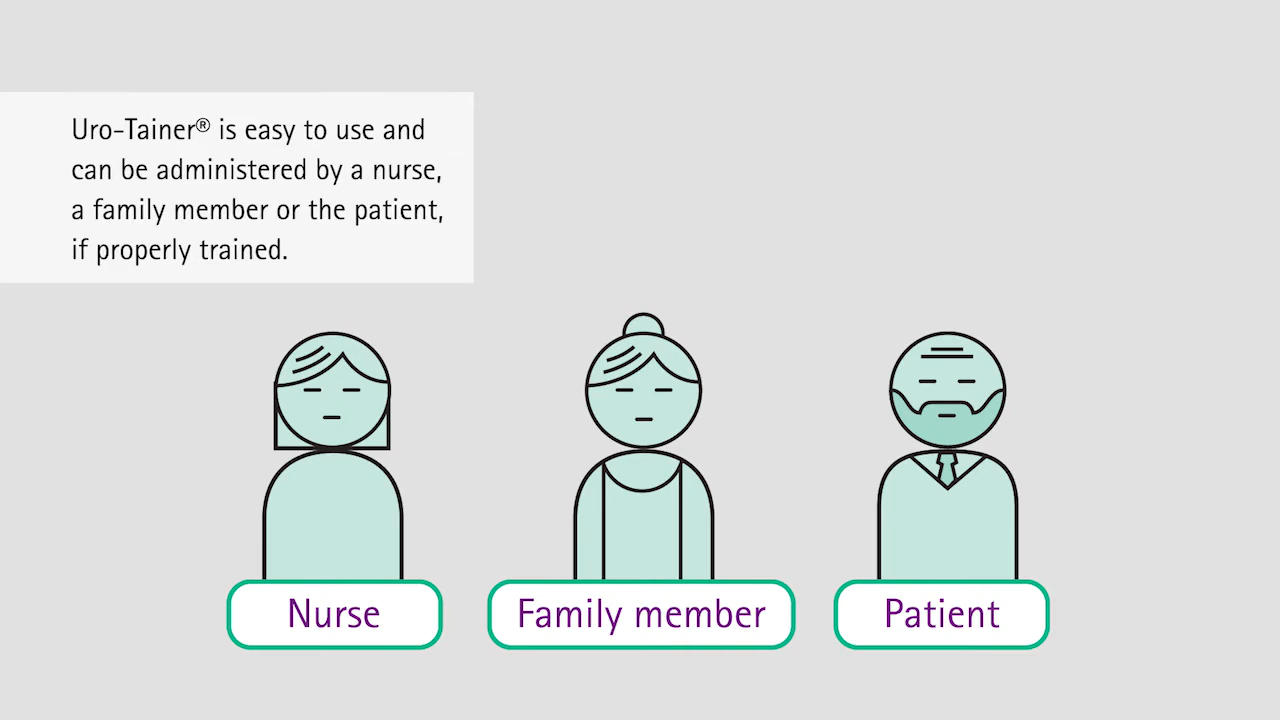 Uro-Tainer® is easy to use and
can be administered by a nurse,
a family member or the patient,
if properly trained.
Nurse
Family member
Patient